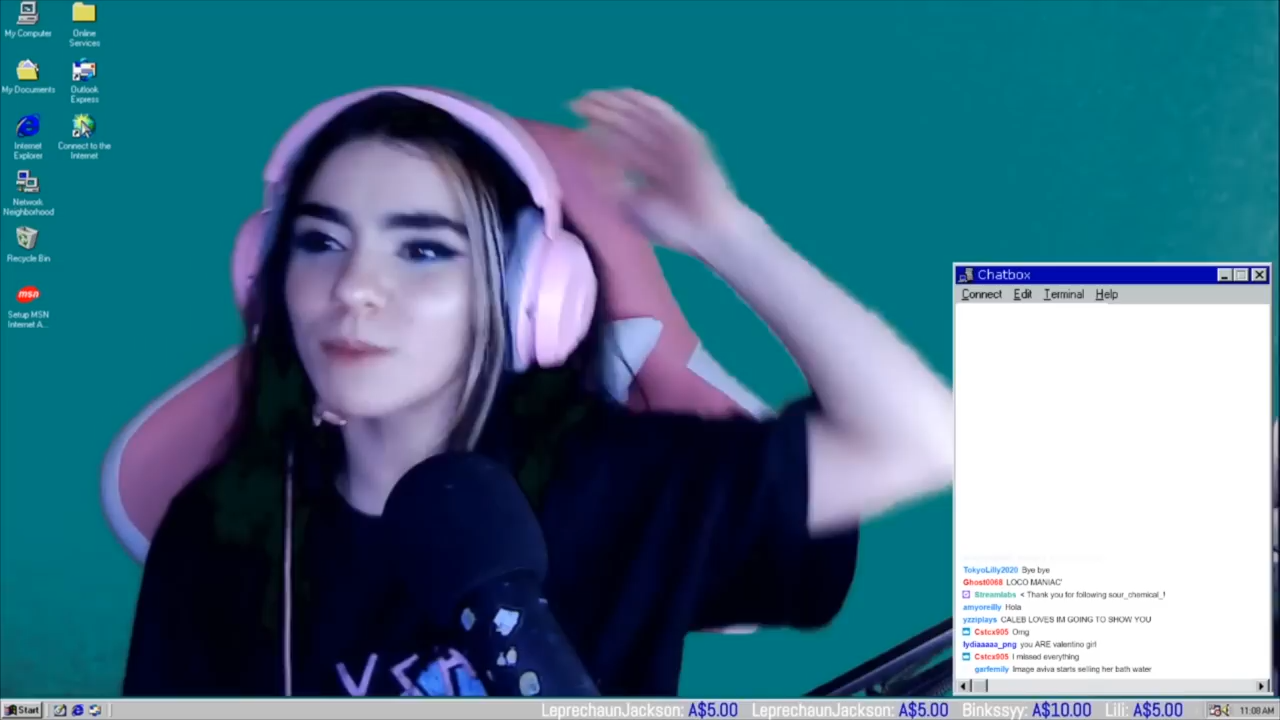 My Computer
Online
Services
My Documents
Outlook
Express
Internet
Explorer
Connect to the
Internet
Network
Neighborhood
Recycle Bin
msn
Setup MSN
Internet A...
Chatbox
Connect Edit Terminal Help
TokyoLilly2020 Bye bye
Ghost0068 LOCO MANIAC'
Streamlabs < Thank you for following sour_chemical_!
amyoreilly Hola
yzziplays CALEB LOVES IM GOING TO SHOW YOU
Cstcx905 Omg
lydiaaaaa_png you ARE valentino girl
Cstcx905 I missed everything
garfemily Image aviva starts selling her bath water
Start
LeprechaunJackson: A$5.00 LeprechaunJackson: A$5.00 Binkssyy: A$10.00 Lili: A$5.00
11:08 AM